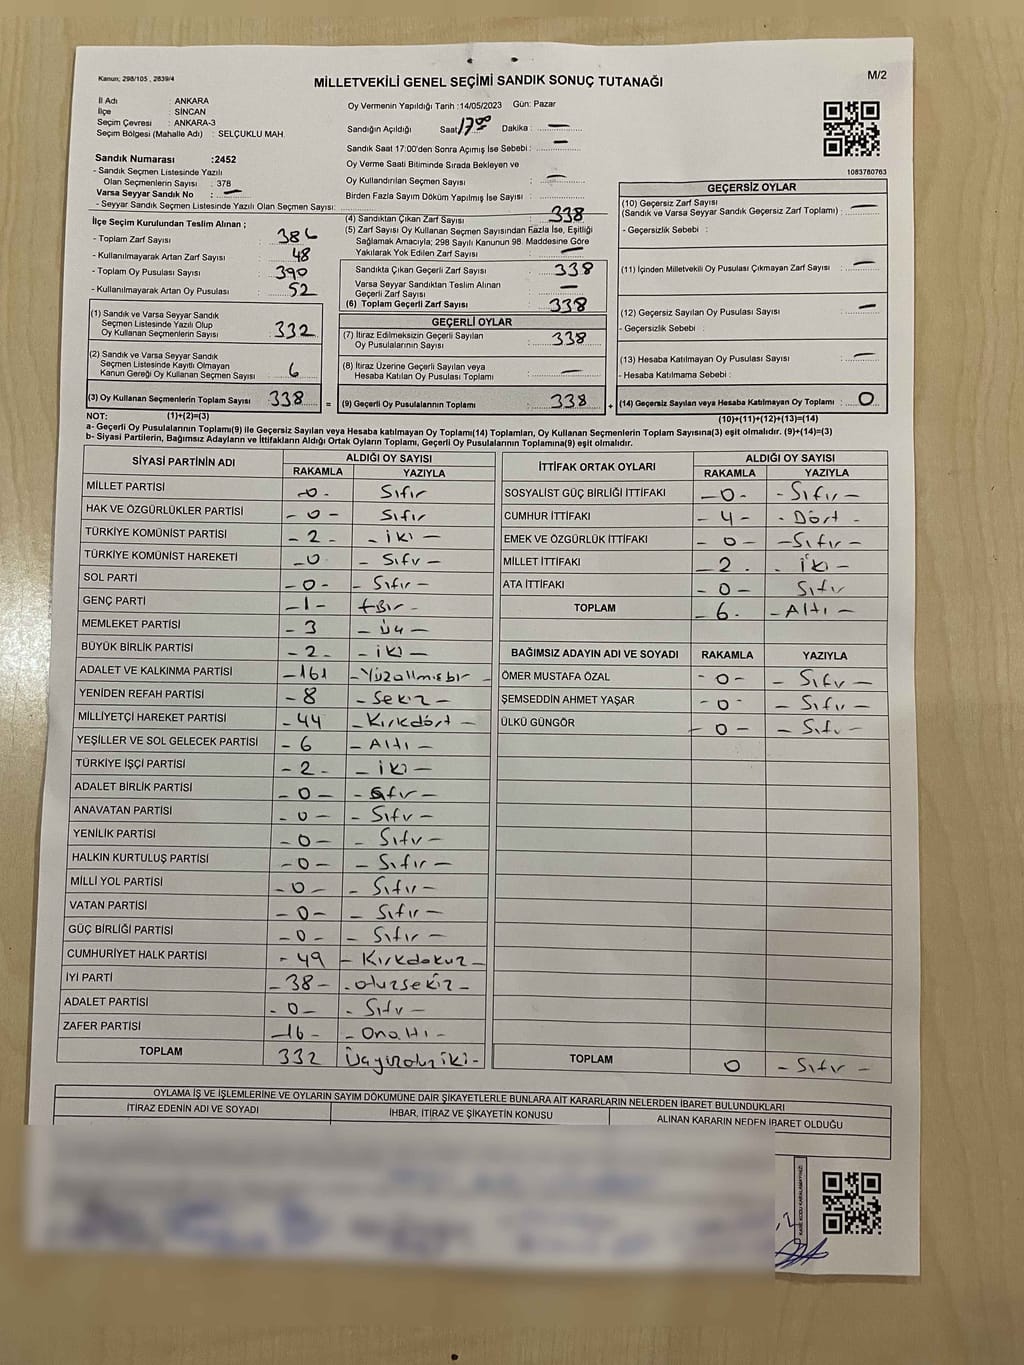 Kanun; 298/105 , 2839/4
MİLLETVEKİLİ GENEL SEÇİMİ SANDIK SONUÇ TUTANAĞI
M/2
İl Adı : ANKARA
İlçe : SİNCAN
Seçim Çevresi : ANKARA-3
Seçim Bölgesi (Mahalle Adı) : SELÇUKLU MAH.
Sandık Numarası :2452
- Sandık Seçmen Listesinde Yazılı
Olan Seçmenlerin Sayısı : 378
Varsa Seyyar Sandık No : —
- Seyyar Sandık Seçmen Listesinde Yazılı Olan Seçmen Sayısı:
Oy Vermenin Yapıldığı Tarih :14/05/2023 Gün: Pazar
Sandığın Açıldığı Saat 17:00 Dakika : —
Sandık Saat 17:00'den Sonra Açımış İse Sebebi : —
Oy Verme Saati Bitiminde Sırada Bekleyen ve
Oy Kullandırılan Seçmen Sayısı : —
Birden Fazla Sayım Döküm Yapılmış İse Sayısı :
1083760763
İlçe Seçim Kurulundan Teslim Alınan ;
- Toplam Zarf Sayısı : 386
- Kullanılmayarak Artan Zarf Sayısı : 48
- Toplam Oy Pusulası Sayısı : 390
- Kullanılmayarak Artan Oy Pusulası : 52
(1) Sandık ve Varsa Seyyar Sandık
Seçmen Listesinde Yazılı Olup
Oy Kullanan Seçmenlerin Sayısı : 332
(2) Sandık ve Varsa Seyyar Sandık
Seçmen Listesinde Kayıtlı Olmayan
Kanun Gereği Oy Kullanan Seçmen Sayısı : 6
(3) Oy Kullanan Seçmenlerin Toplam Sayısı : 338
(4) Sandıktan Çıkan Zarf Sayısı : 338
(5) Zarf Sayısı Oy Kullanan Seçmen Sayısından Fazla İse, Eşitliği
Sağlamak Amacıyla; 298 Sayılı Kanunun 98. Maddesine Göre
Yakılarak Yok Edilen Zarf Sayısı : —
Sandıkta Çıkan Geçerli Zarf Sayısı : 338
Varsa Seyyar Sandıktan Teslim Alınan
Geçerli Zarf Sayısı : —
(6) Toplam Geçerli Zarf Sayısı : 338
GEÇERLİ OYLAR
(7) İtiraz Edilmeksizin Geçerli Sayılan
Oy Pusulalarının Sayısı : 338
(8) İtiraz Üzerine Geçerli Sayılan veya
Hesaba Katılan Oy Pusulası Toplamı : —
= (9) Geçerli Oy Pusulalarının Toplamı : 338
GEÇERSİZ OYLAR
(10) Geçersiz Zarf Sayısı
(Sandık ve Varsa Seyyar Sandık Geçersiz Zarf Toplamı) : —
- Geçersizlik Sebebi :
(11) İçinden Milletvekili Oy Pusulası Çıkmayan Zarf Sayısı : —
(12) Geçersiz Sayılan Oy Pusulası Sayısı : —
- Geçersizlik Sebebi :
(13) Hesaba Katılmayan Oy Pusulası Sayısı : —
- Hesaba Katılmama Sebebi :
+ (14) Geçersiz Sayılan veya Hesaba Katılmayan Oy Toplamı : 0
NOT: (1)+(2)=(3)
(10)+(11)+(12)+(13)=(14)
a- Geçerli Oy Pusulalarının Toplamı(9) ile Geçersiz Sayılan veya Hesaba katılmayan Oy Toplamı(14) Toplamları, Oy Kullanan Seçmenlerin Toplam Sayısına(3) eşit olmalıdır. (9)+(14)=(3)
b- Siyasi Partilerin, Bağımsız Adayların ve İttifakların Aldığı Ortak Oyların Toplamı, Geçerli Oy Pusulalarının Toplamına(9) eşit olmalıdır.
SİYASİ PARTİNİN ADI ALDIĞI OY SAYISI
RAKAMLA YAZIYLA
MİLLET PARTİSİ -0- Sıfır
HAK VE ÖZGÜRLÜKLER PARTİSİ -0- Sıfır
TÜRKİYE KOMÜNİST PARTİSİ -2- -iki-
TÜRKİYE KOMÜNİST HAREKETİ -0 -Sıfır
SOL PARTİ -0- -Sıfır-
GENÇ PARTİ -1- Bir-
MEMLEKET PARTİSİ -3 -Üç-
BÜYÜK BİRLİK PARTİSİ -2- -iki-
ADALET VE KALKINMA PARTİSİ -161 -Yüzaltmışbir-
YENİDEN REFAH PARTİSİ -8 -Sekiz-
MİLLİYETÇİ HAREKET PARTİSİ -44 -Kırkdört-
YEŞİLLER VE SOL GELECEK PARTİSİ -6 -Altı-
TÜRKİYE İŞÇİ PARTİSİ -2- -iki-
ADALET BİRLİK PARTİSİ -0- -Sıfır-
ANAVATAN PARTİSİ -0- -Sıfır-
YENİLİK PARTİSİ -0- -Sıfır
HALKIN KURTULUŞ PARTİSİ -0- -Sıfır-
MİLLİ YOL PARTİSİ -0- -Sıfır-
VATAN PARTİSİ -0- -Sıfır-
GÜÇ BİRLİĞİ PARTİSİ -0- -Sıfır-
CUMHURİYET HALK PARTİSİ -49 -Kırkdokuz-
İYİ PARTİ -38- -otuzsekiz-
ADALET PARTİSİ -0- -Sıfır-
ZAFER PARTİSİ -16- -Onaltı-
TOPLAM 332 Üçyüzotuziki-
İTTİFAK ORTAK OYLARI ALDIĞI OY SAYISI
RAKAMLA YAZIYLA
SOSYALİST GÜÇ BİRLİĞİ İTTİFAKI -0- -Sıfır-
CUMHUR İTTİFAKI -4- -Dört-
EMEK VE ÖZGÜRLÜK İTTİFAKI -0- -Sıfır-
MİLLET İTTİFAKI -2- -iki-
ATA İTTİFAKI -0- Sıfır
TOPLAM -6- -Altı-
BAĞIMSIZ ADAYIN ADI VE SOYADI RAKAMLA YAZIYLA
ÖMER MUSTAFA ÖZAL -0- -Sıfır-
ŞEMSEDDİN AHMET YAŞAR -0- -Sıfır-
ÜLKÜ GÜNGÖR -0- -Sıfır-
TOPLAM 0 -Sıfır-
OYLAMA İŞ VE İŞLEMLERİNE VE OYLARIN SAYIM DÖKÜMÜNE DAİR ŞİKAYETLERLE BUNLARA AİT KARARLARIN NELERDEN İBARET BULUNDUKLARI
İTİRAZ EDENİN ADI VE SOYADI İHBAR, İTİRAZ VE ŞİKAYETİN KONUSU ALINAN KARARIN NEDEN İBARET OLDUĞU